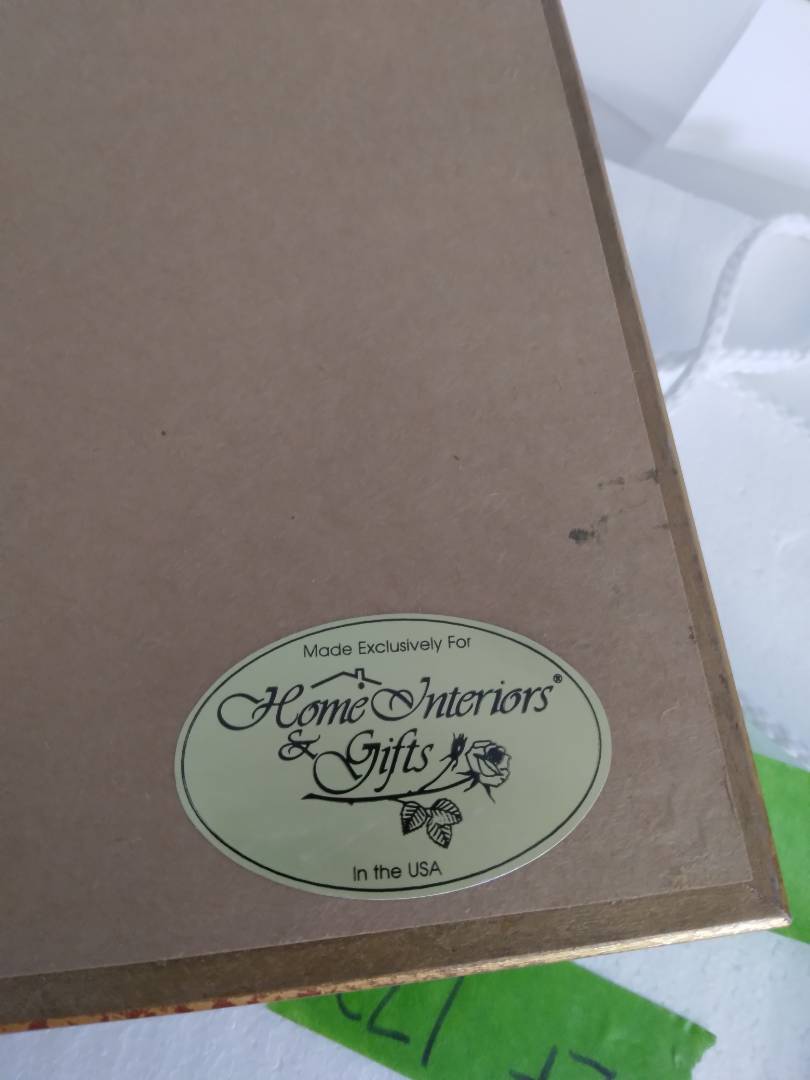 Made Exclusively For
Home Interiors®
& Gifts
In the USA